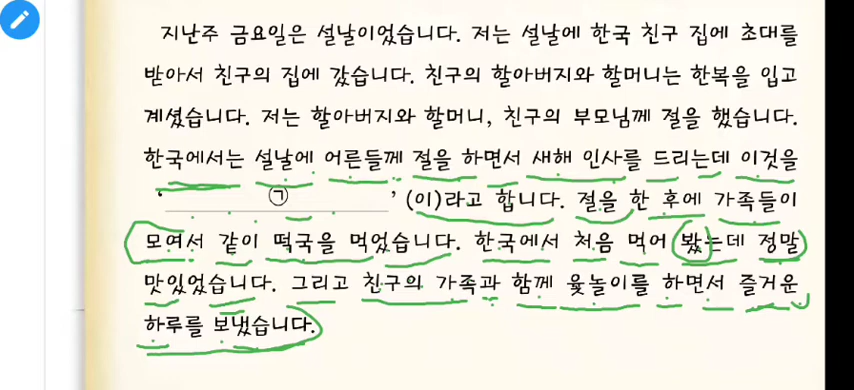 지난주 금요일은 설날이었습니다. 저는 설날에 한국 친구 집에 초대를
받아서 친구의 집에 갔습니다. 친구의 할아버지와 할머니는 한복을 입고
계셨습니다. 저는 할아버지와 할머니, 친구의 부모님께 절을 했습니다.
한국에서는 설날에 어른들께 절을 하면서 새해 인사를 드리는데 이것을
‘ ㉠ ’ (이)라고 합니다. 절을 한 후에 가족들이
모여서 같이 떡국을 먹었습니다. 한국에서 처음 먹어 봤는데 정말
맛있었습니다. 그리고 친구의 가족과 함께 윷놀이를 하면서 즐거운
하루를 보냈습니다.